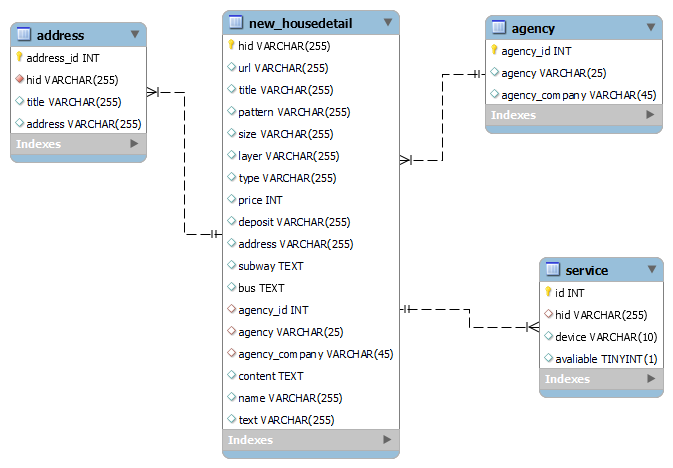 address
address_id INT
hid VARCHAR(255)
title VARCHAR(255)
address VARCHAR(255)
Indexes
new_housedetail
hid VARCHAR(255)
url VARCHAR(255)
title VARCHAR(255)
pattern VARCHAR(255)
size VARCHAR(255)
layer VARCHAR(255)
type VARCHAR(255)
price INT
deposit VARCHAR(255)
address VARCHAR(255)
subway TEXT
bus TEXT
agency_id INT
agency VARCHAR(25)
agency_company VARCHAR(45)
content TEXT
name VARCHAR(255)
text VARCHAR(255)
Indexes
agency
agency_id INT
agency VARCHAR(25)
agency_company VARCHAR(45)
Indexes
service
id INT
hid VARCHAR(255)
device VARCHAR(10)
avaliable TINYINT(1)
Indexes